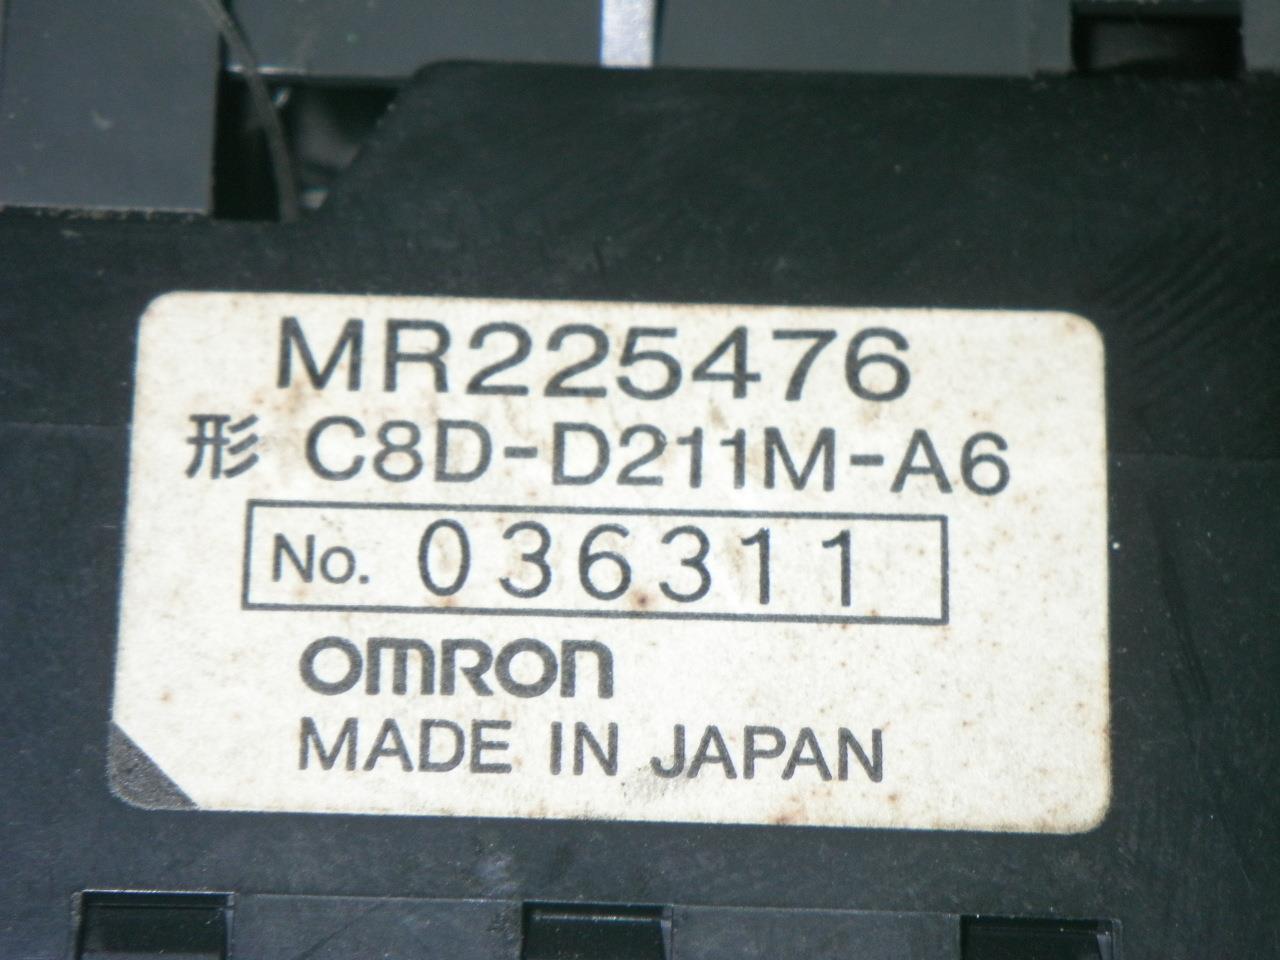 MR225476
形 C8D-D211M-A6
No. 036311
OMRON
MADE IN JAPAN